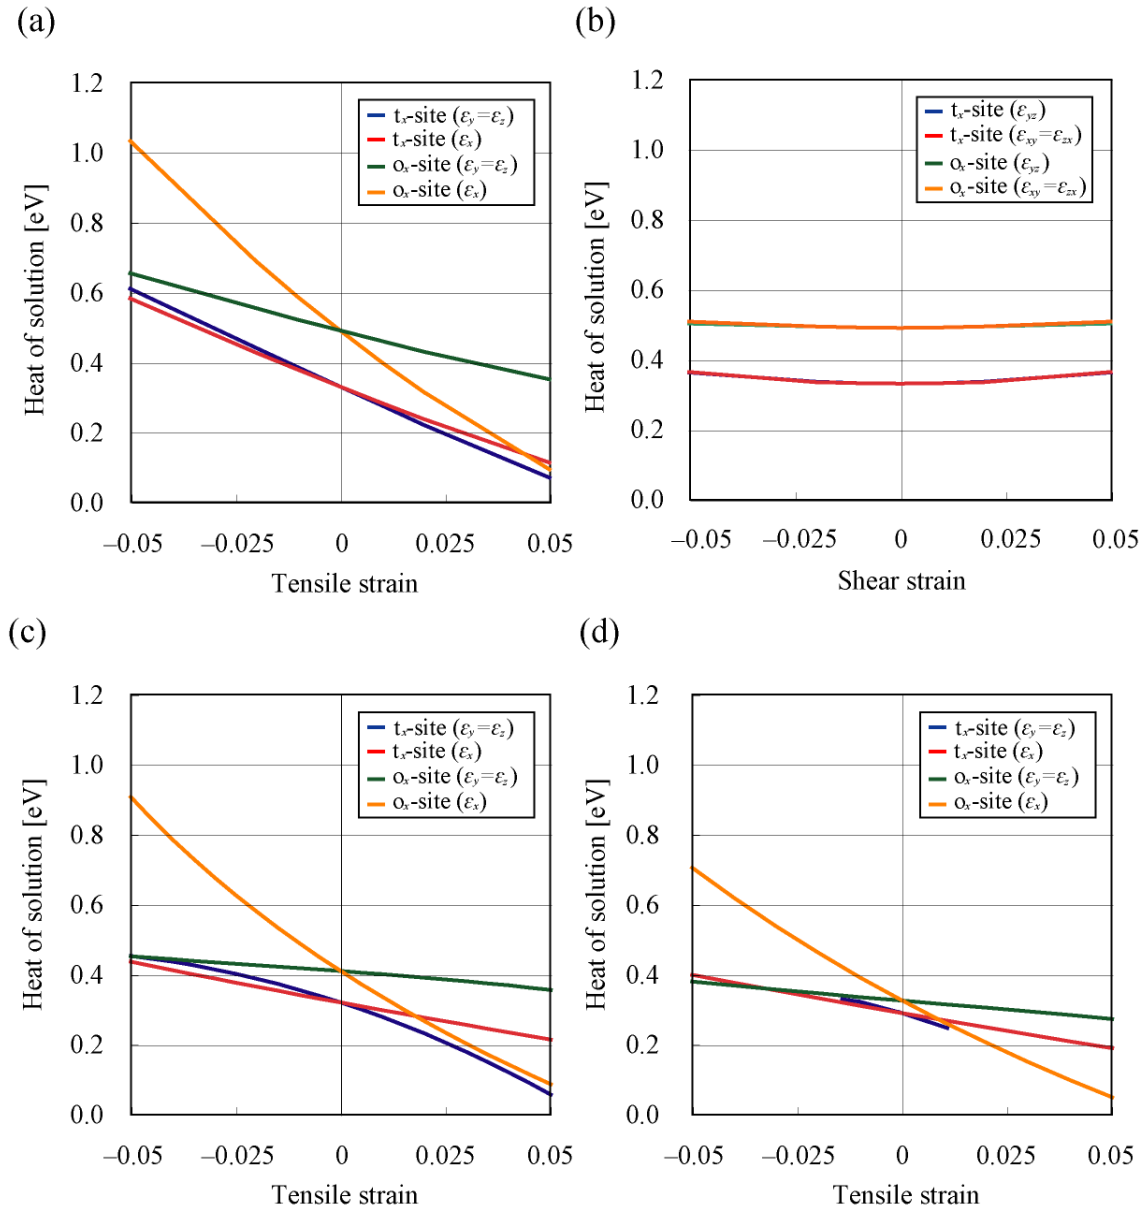 (a)
1.2
1.0
0.8
0.6
0.4
0.2
0.0
Heat of solution [eV]
tₓ-site (εy=εz)
tₓ-site (εₓ)
oₓ-site (εy=εz)
oₓ-site (εₓ)
–0.05 –0.025 0 0.025 0.05
Tensile strain
(b)
1.2
1.0
0.8
0.6
0.4
0.2
0.0
Heat of solution [eV]
tₓ-site (εyz)
tₓ-site (εxy=εzx)
oₓ-site (εyz)
oₓ-site (εxy=εzx)
–0.05 –0.025 0 0.025 0.05
Shear strain
(c)
1.2
1.0
0.8
0.6
0.4
0.2
0.0
Heat of solution [eV]
tₓ-site (εy=εz)
tₓ-site (εₓ)
oₓ-site (εy=εz)
oₓ-site (εₓ)
–0.05 –0.025 0 0.025 0.05
Tensile strain
(d)
1.2
1.0
0.8
0.6
0.4
0.2
0.0
Heat of solution [eV]
tₓ-site (εy=εz)
tₓ-site (εₓ)
oₓ-site (εy=εz)
oₓ-site (εₓ)
–0.05 –0.025 0 0.025 0.05
Tensile strain